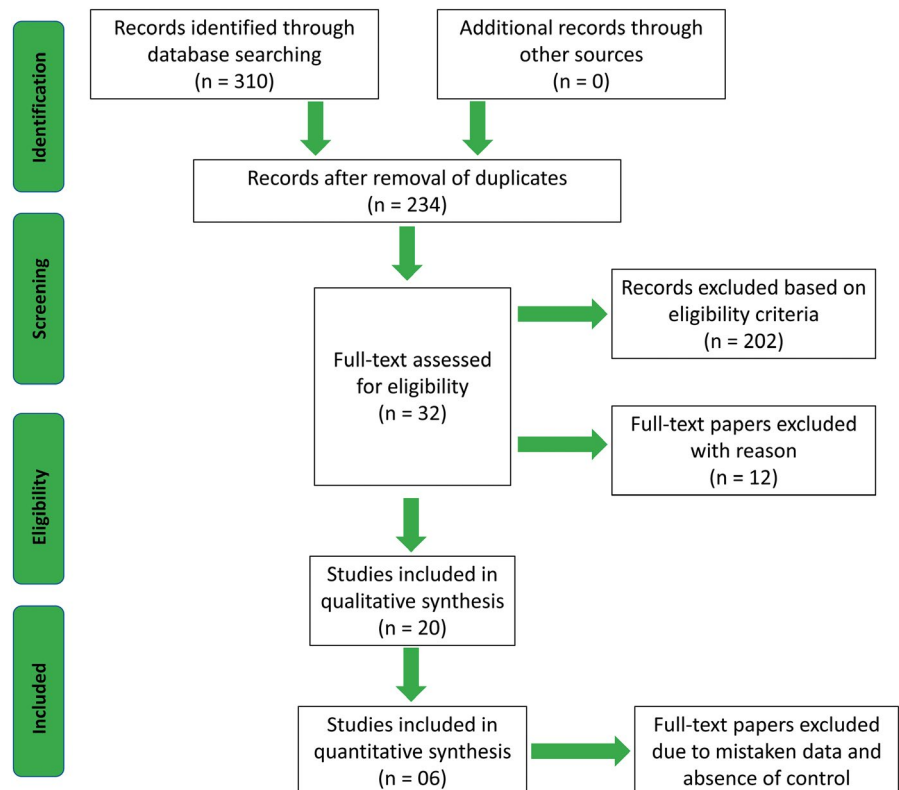 Identification
Records identified through
database searching
(n = 310)
Additional records through
other sources
(n = 0)
Records after removal of duplicates
(n = 234)
Screening
Full-text assessed
for eligibility
(n = 32)
Records excluded based on
eligibility criteria
(n = 202)
Full-text papers excluded
with reason
(n = 12)
Eligibility
Studies included in
qualitative synthesis
(n = 20)
Included
Studies included in
quantitative synthesis
(n = 06)
Full-text papers excluded
due to mistaken data and
absence of control